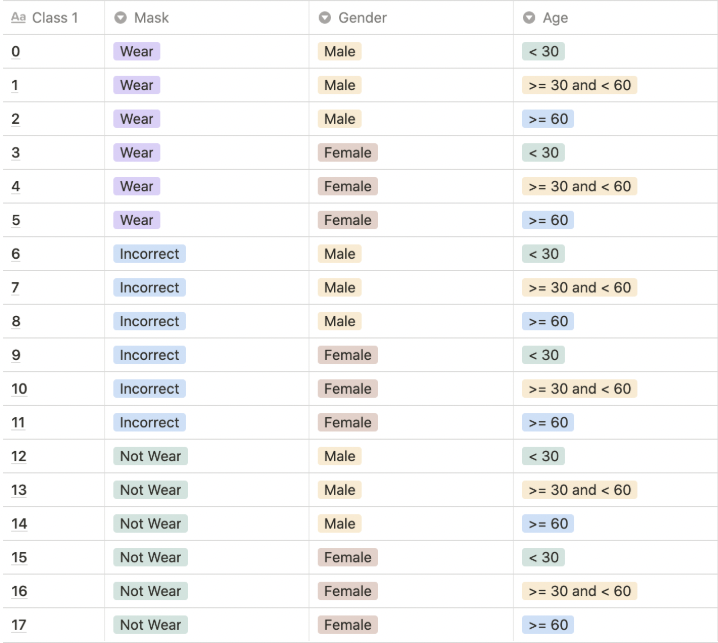 Aa Class 1 Mask Gender Age
0 Wear Male < 30
1 Wear Male >= 30 and < 60
2 Wear Male >= 60
3 Wear Female < 30
4 Wear Female >= 30 and < 60
5 Wear Female >= 60
6 Incorrect Male < 30
7 Incorrect Male >= 30 and < 60
8 Incorrect Male >= 60
9 Incorrect Female < 30
10 Incorrect Female >= 30 and < 60
11 Incorrect Female >= 60
12 Not Wear Male < 30
13 Not Wear Male >= 30 and < 60
14 Not Wear Male >= 60
15 Not Wear Female < 30
16 Not Wear Female >= 30 and < 60
17 Not Wear Female >= 60